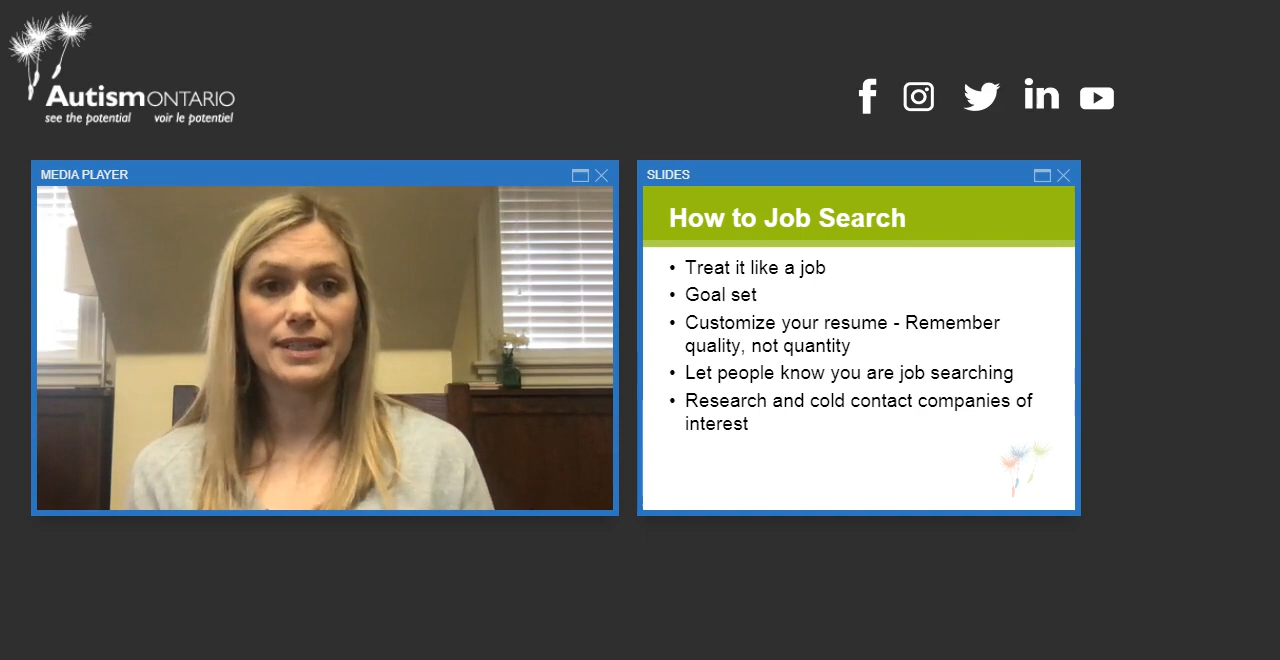 Autism ONTARIO
see the potential voir le potentiel
MEDIA PLAYER
SLIDES
How to Job Search
• Treat it like a job
• Goal set
• Customize your resume - Remember
quality, not quantity
• Let people know you are job searching
• Research and cold contact companies of
interest